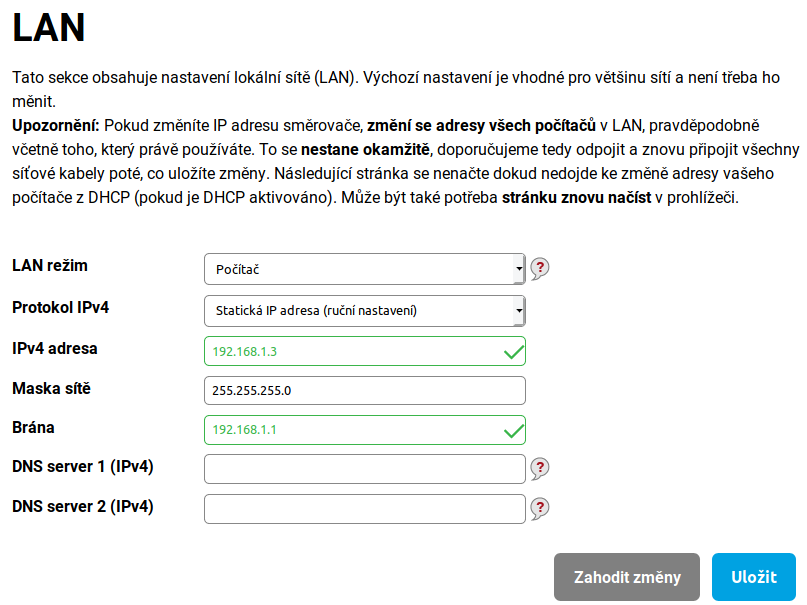 LAN
Tato sekce obsahuje nastavení lokální sítě (LAN). Výchozí nastavení je vhodné pro většinu sítí a není třeba ho
měnit.
Upozornění: Pokud změníte IP adresu směrovače, změní se adresy všech počítačů v LAN, pravděpodobně
včetně toho, který právě používáte. To se nestane okamžitě, doporučujeme tedy odpojit a znovu připojit všechny
síťové kabely poté, co uložíte změny. Následující stránka se nenačte dokud nedojde ke změně adresy vašeho
počítače z DHCP (pokud je DHCP aktivováno). Může být také potřeba stránku znovu načíst v prohlížeči.
LAN režim Počítač ?
Protokol IPv4 Statická IP adresa (ruční nastavení)
IPv4 adresa 192.168.1.3
Maska sítě 255.255.255.0
Brána 192.168.1.1
DNS server 1 (IPv4) ?
DNS server 2 (IPv4) ?
Zahodit změny Uložit